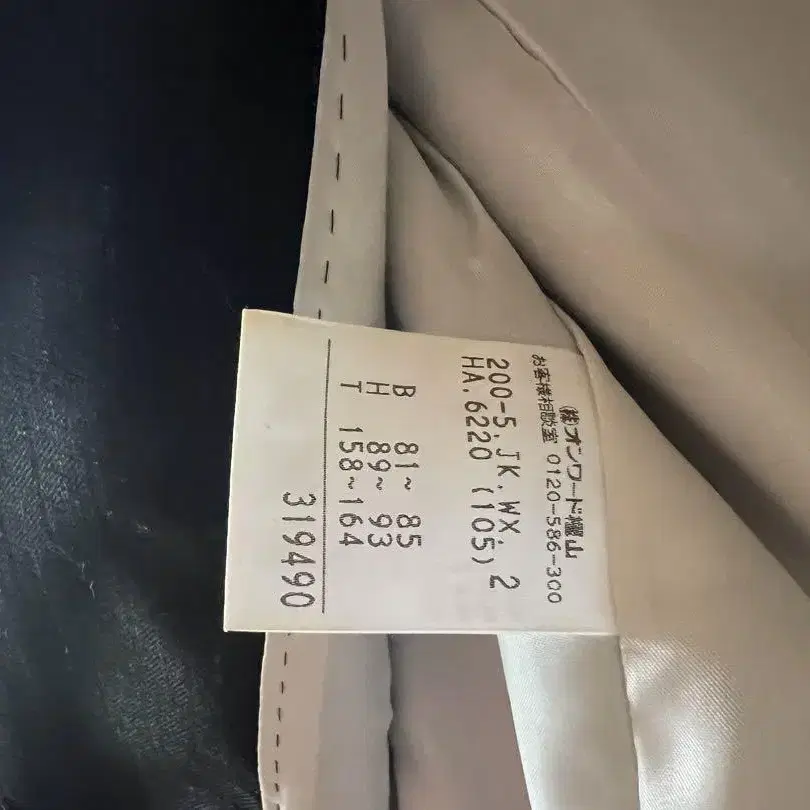 (株)オンワード樫山
お客様相談室 0120-586-300
200-5.JK.WX. 2
HA.6220 (105)
B 81~ 85
H 89~ 93
T 158~164
319490